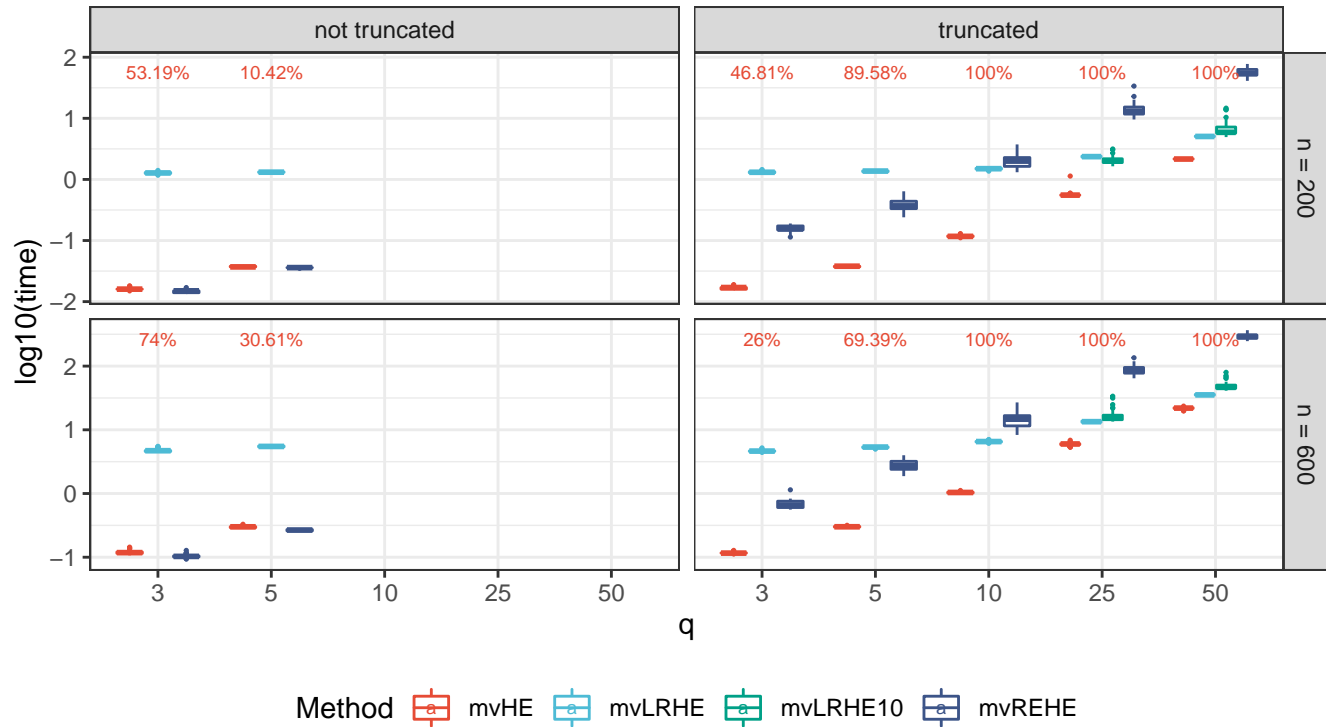 not truncated truncated
53.19% 10.42% 46.81% 89.58% 100% 100% 100%
2
1
0
−1
−2
n = 200
log10(time)
74% 30.61% 26% 69.39% 100% 100% 100%
2
1
0
−1
n = 600
3 5 10 25 50 3 5 10 25 50
q
Method a mvHE a mvLRHE a mvLRHE10 a mvREHE